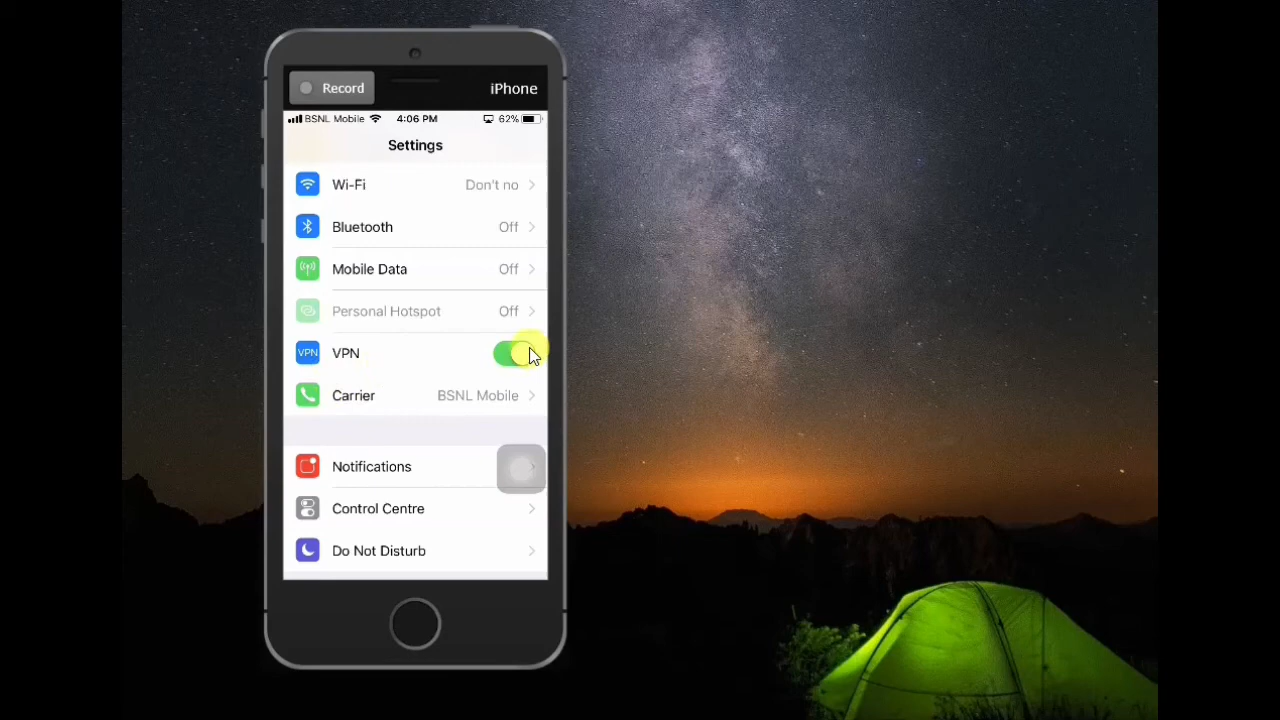 Record iPhone
BSNL Mobile 4:06 PM 62%
Settings
Wi-Fi Don't no
Bluetooth Off
Mobile Data Off
Personal Hotspot Off
VPN VPN
Carrier BSNL Mobile
Notifications
Control Centre
Do Not Disturb